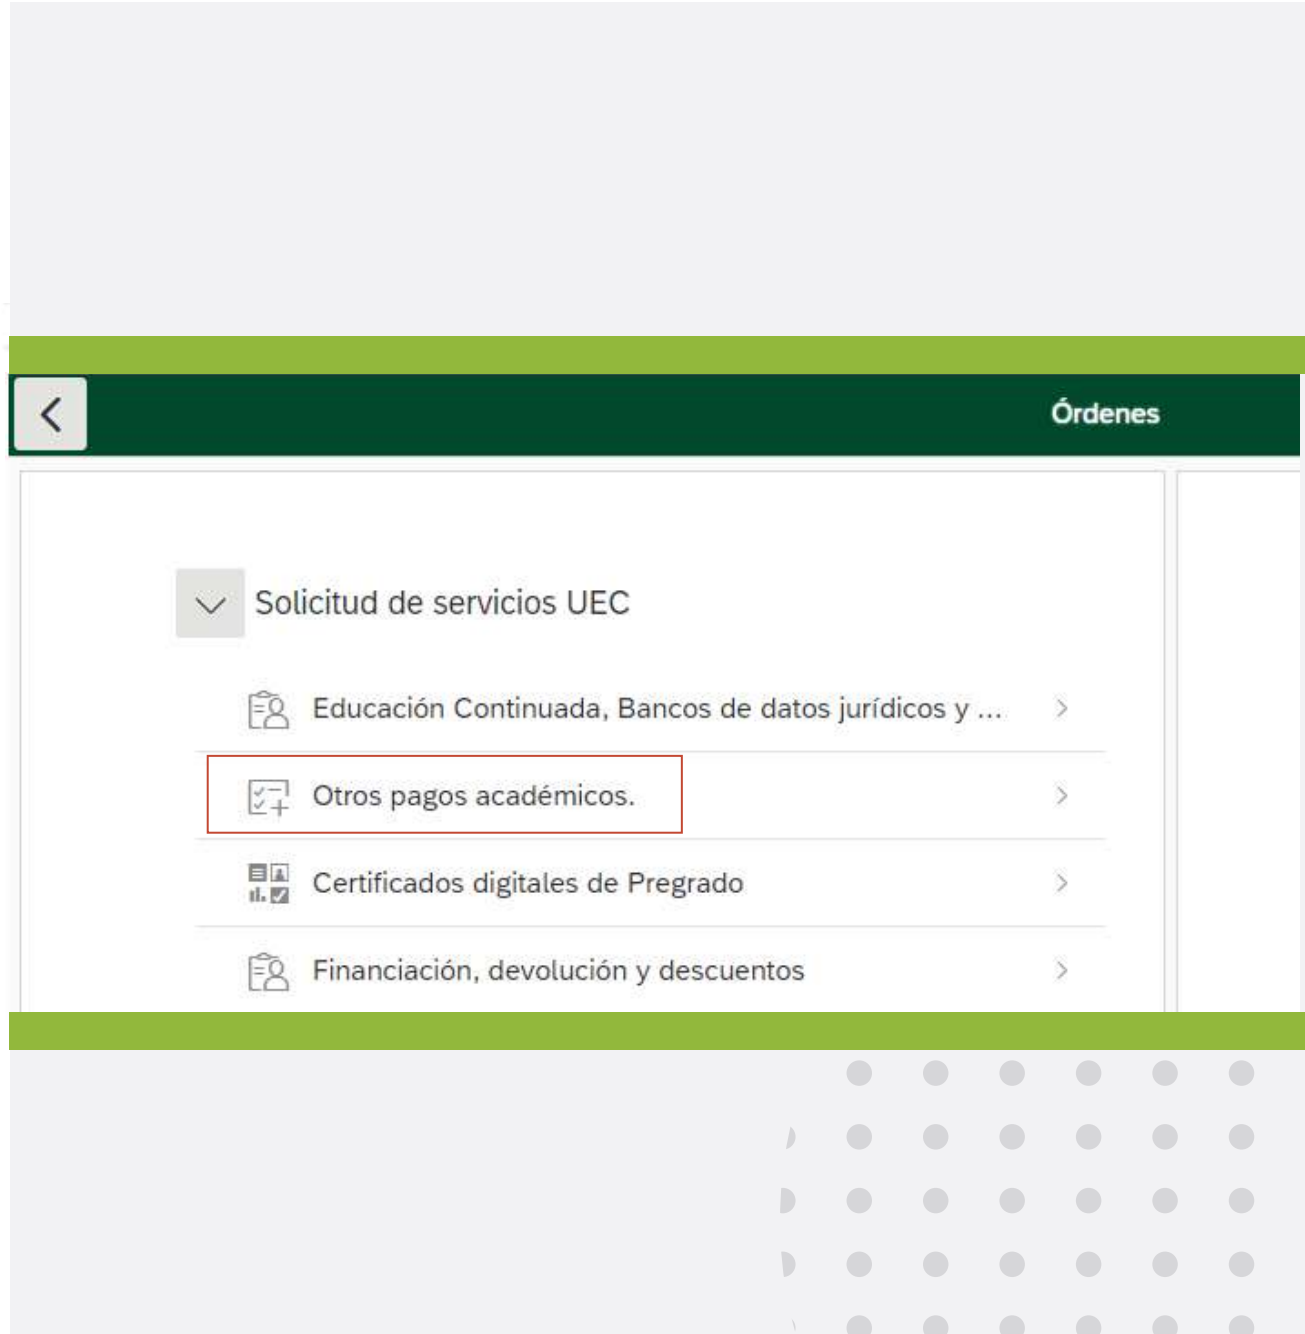 Órdenes
Solicitud de servicios UEC
Educación Continuada, Bancos de datos jurídicos y ...
Otros pagos académicos.
Certificados digitales de Pregrado
Financiación, devolución y descuentos